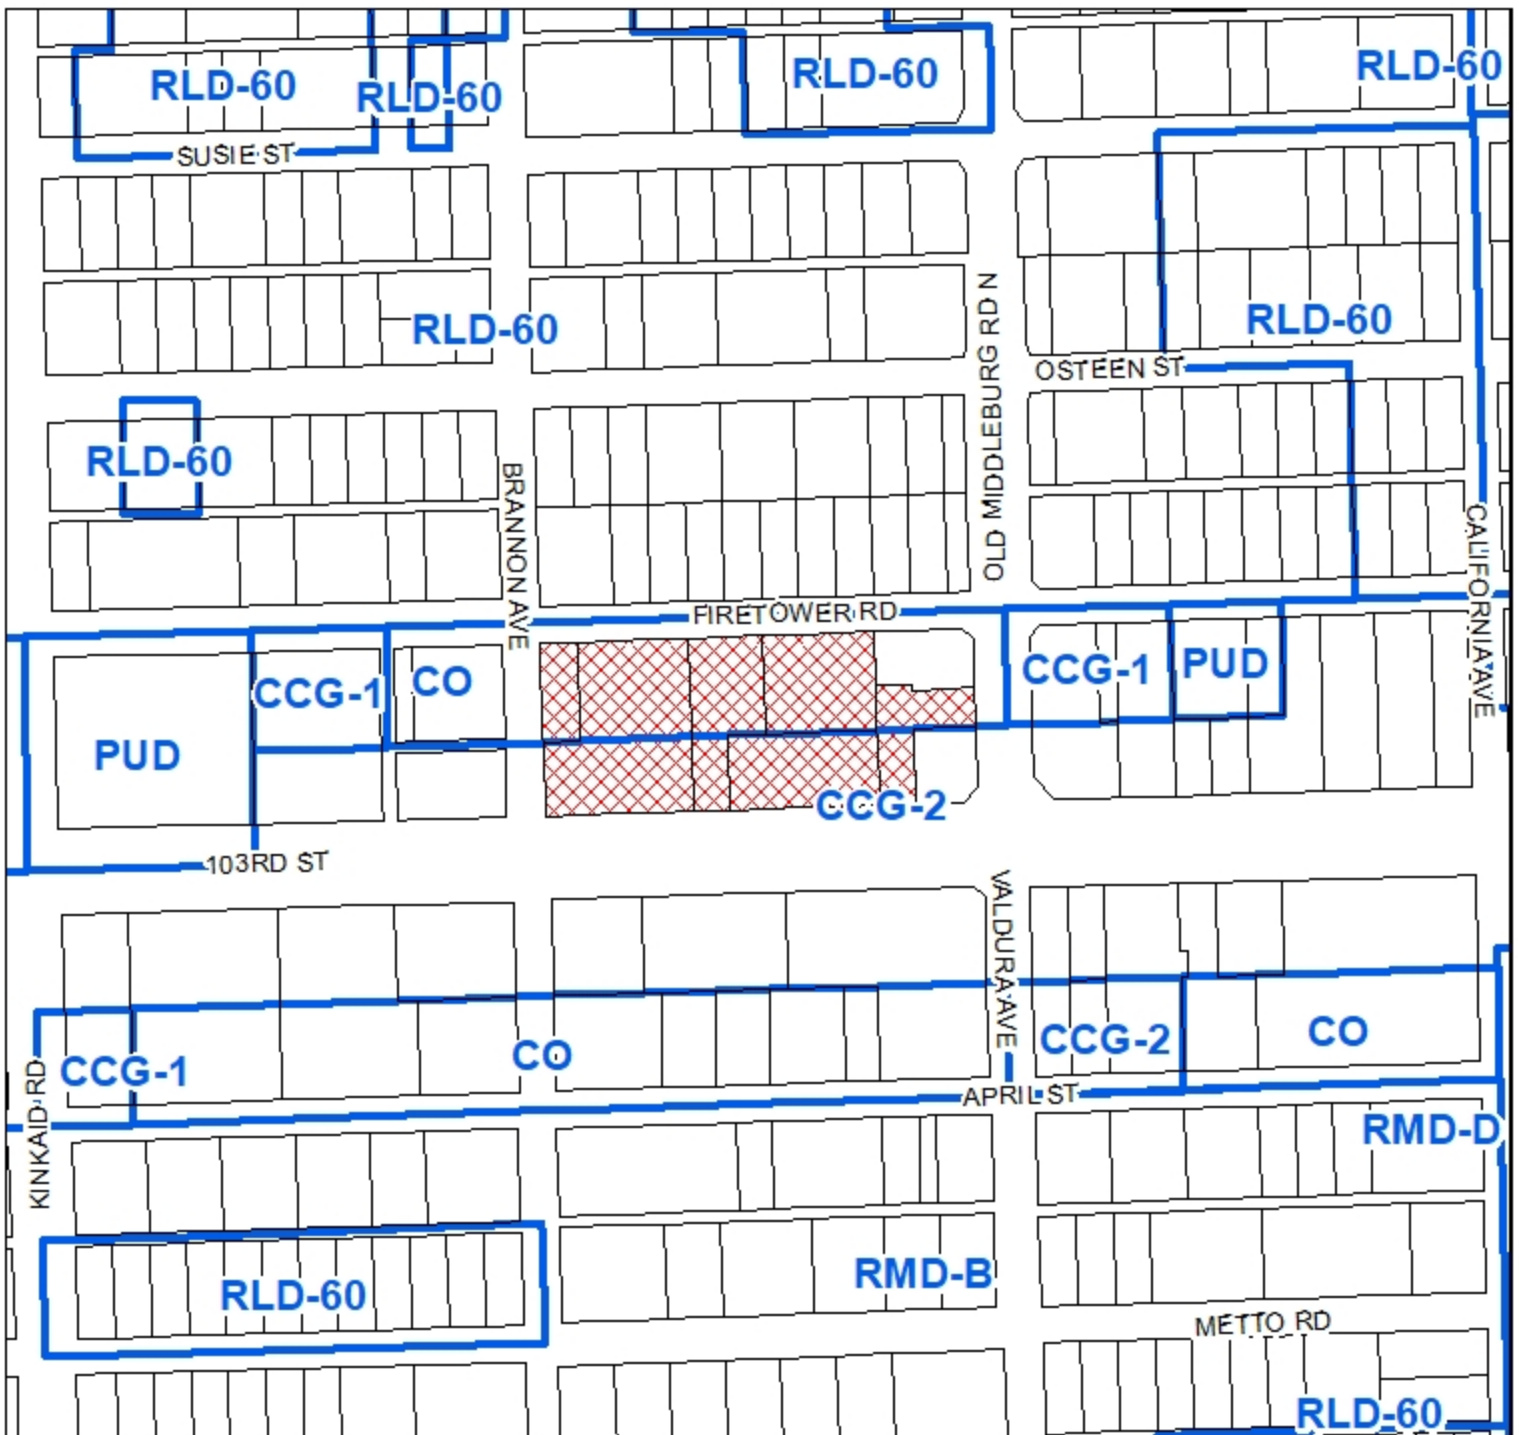 RLD-60
RLD-60
RLD-60
RLD-60
SUSIE ST
RLD-60
RLD-60
OLD MIDDLEBURG RD N
OSTEEN ST
RLD-60
BRANNON AVE
CALIFORNIA AVE
FIRETOWER RD
CCG-1
CO
CCG-1
PUD
PUD
CCG-2
103RD ST
VALDURA AVE
CCG-1
CO
CCG-2
CO
KINKAID RD
APRIL ST
RMD-D
RLD-60
RMD-B
METTO RD
RLD-60